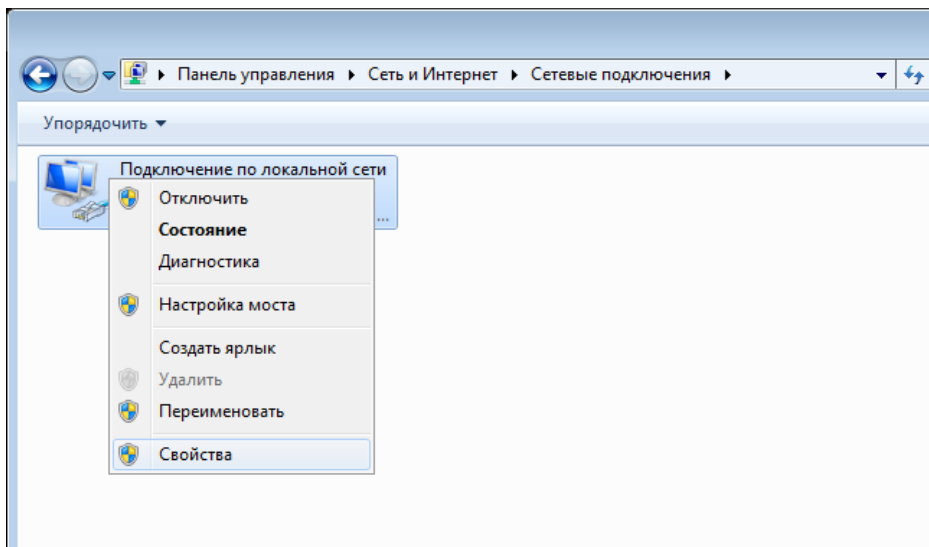 Панель управления Сеть и Интернет Сетевые подключения
Упорядочить
Подключение по локальной сети
Отключить
...
Состояние
Диагностика
Настройка моста
Создать ярлык
Удалить
Переименовать
Свойства